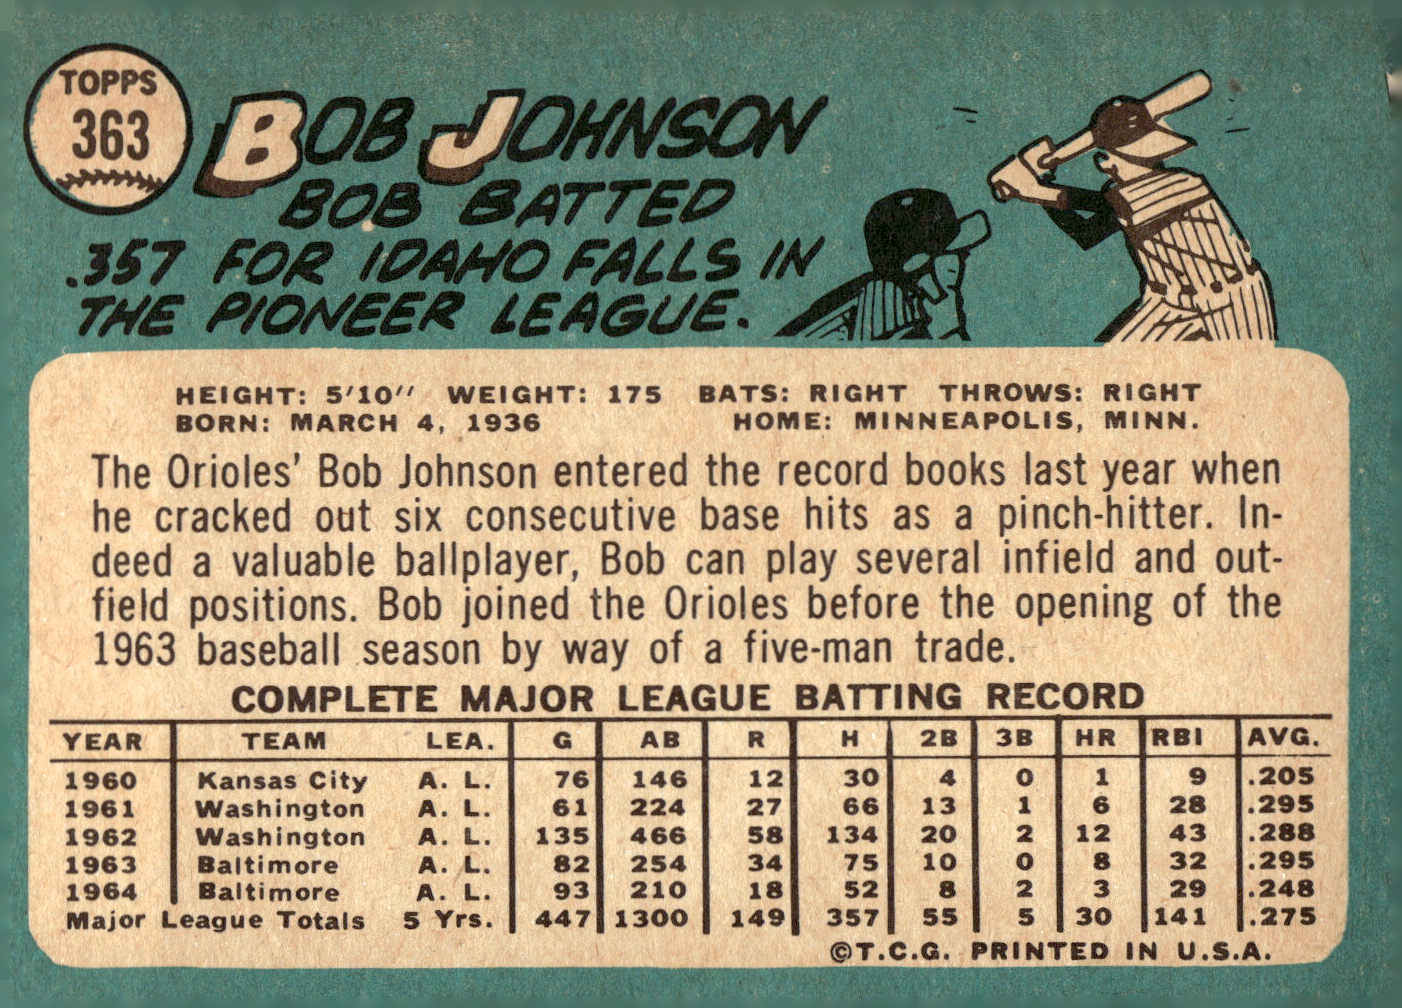 TOPPS
363
BOB JOHNSON
BOB BATTED
.357 FOR IDAHO FALLS IN
THE PIONEER LEAGUE.
HEIGHT: 5'10" WEIGHT: 175 BATS: RIGHT THROWS: RIGHT
BORN: MARCH 4, 1936 HOME: MINNEAPOLIS, MINN.
The Orioles' Bob Johnson entered the record books last year when
he cracked out six consecutive base hits as a pinch-hitter. In-
deed a valuable ballplayer, Bob can play several infield and out-
field positions. Bob joined the Orioles before the opening of the
1963 baseball season by way of a five-man trade.
COMPLETE MAJOR LEAGUE BATTING RECORD
YEAR TEAM LEA. G AB R H 2B 3B HR RBI AVG.
1960 Kansas City A. L. 76 146 12 30 4 0 1 9 .205
1961 Washington A. L. 61 224 27 66 13 1 6 28 .295
1962 Washington A. L. 135 466 58 134 20 2 12 43 .288
1963 Baltimore A. L. 82 254 34 75 10 0 8 32 .295
1964 Baltimore A. L. 93 210 18 52 8 2 3 29 .248
Major League Totals 5 Yrs. 447 1300 149 357 55 5 30 141 .275
©T.C.G. PRINTED IN U.S.A.